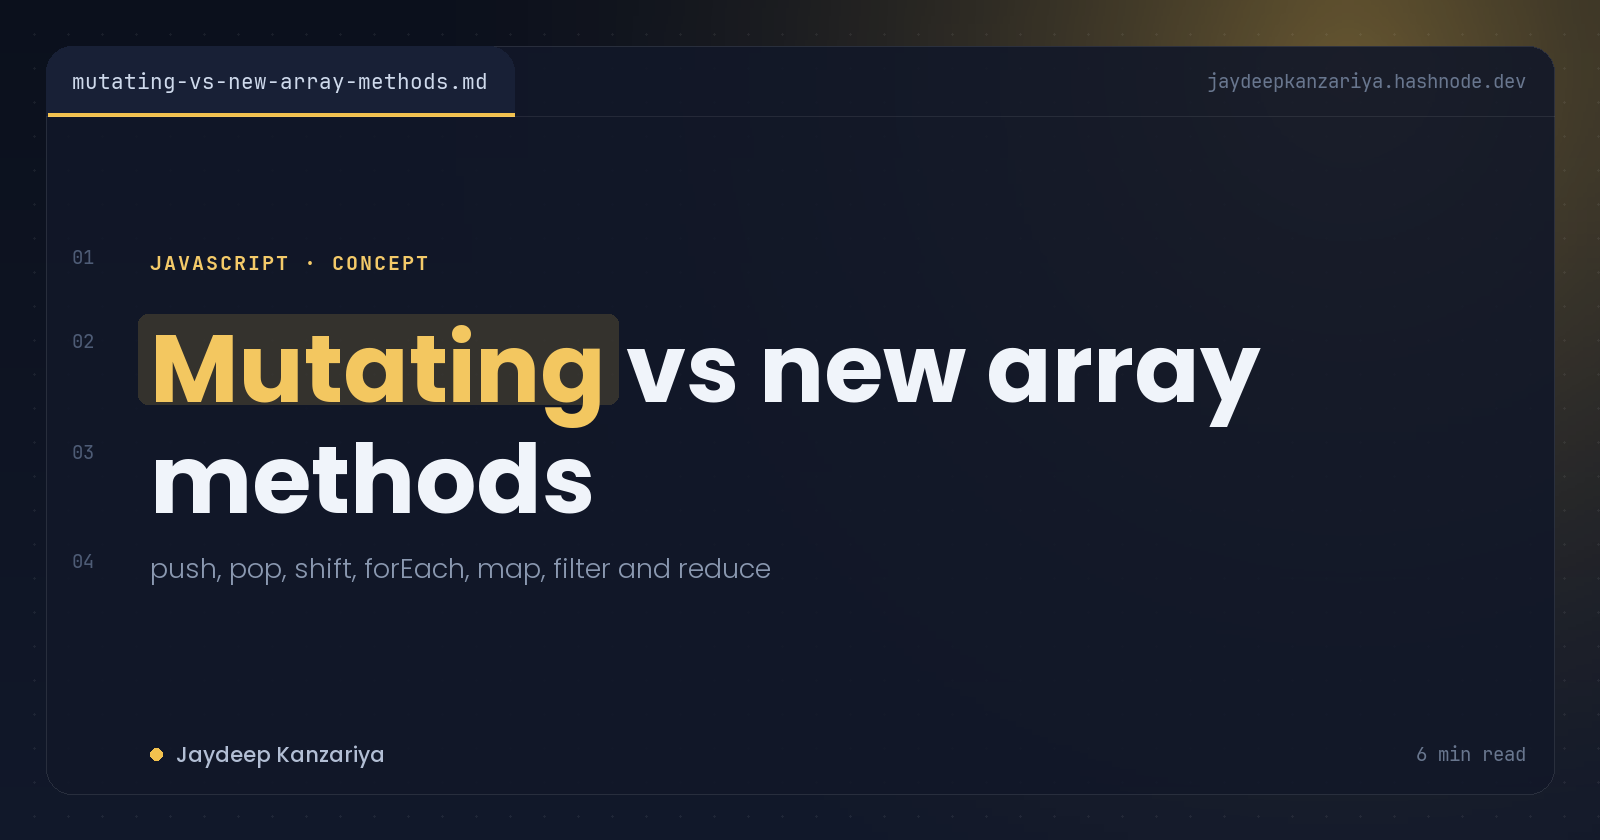 mutating-vs-new-array-methods.md
jaydeepkanzariya.hashnode.dev
01
JAVASCRIPT · CONCEPT
02
Mutating vs new array
03
methods
04
push, pop, shift, forEach, map, filter and reduce
Jaydeep Kanzariya
6 min read